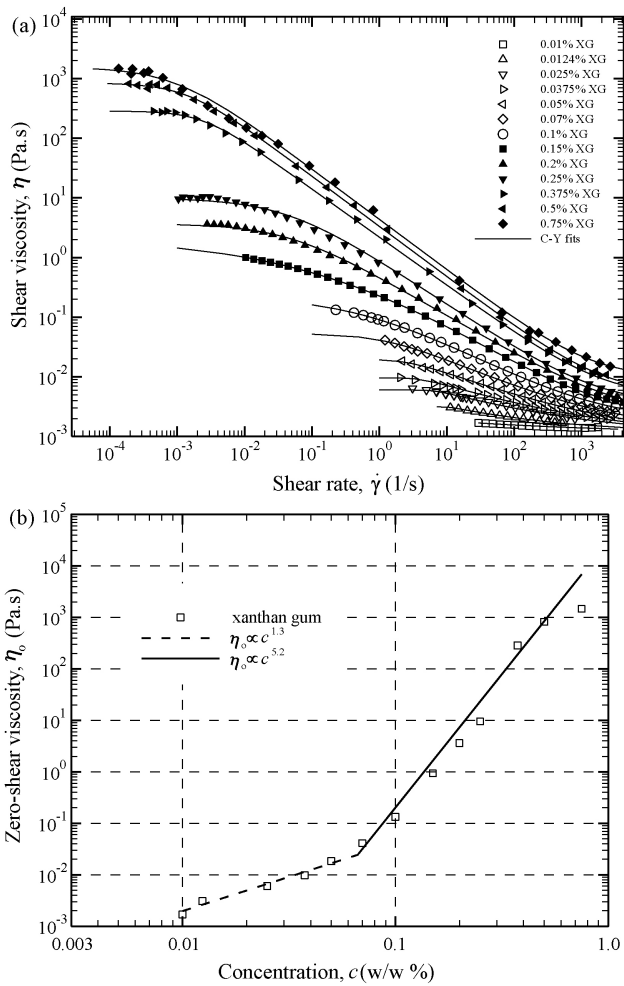 (a)
10^4
10^3
10^2
10^1
10^0
10^-1
10^-2
10^-3
Shear viscosity, η (Pa.s)
0.01% XG
0.0124% XG
0.025% XG
0.0375% XG
0.05% XG
0.07% XG
0.1% XG
0.15% XG
0.2% XG
0.25% XG
0.375% XG
0.5% XG
0.75% XG
C-Y fits
10^-4 10^-3 10^-2 10^-1 10^0 10^1 10^2 10^3
Shear rate, γ̇ (1/s)
(b)
10^5
10^4
10^3
10^2
10^1
10^0
10^-1
10^-2
10^-3
Zero-shear viscosity, η_o (Pa.s)
xanthan gum
η_o∝c^1.3
η_o∝c^5.2
0.003 0.01 0.1 1.0
Concentration, c (w/w %)